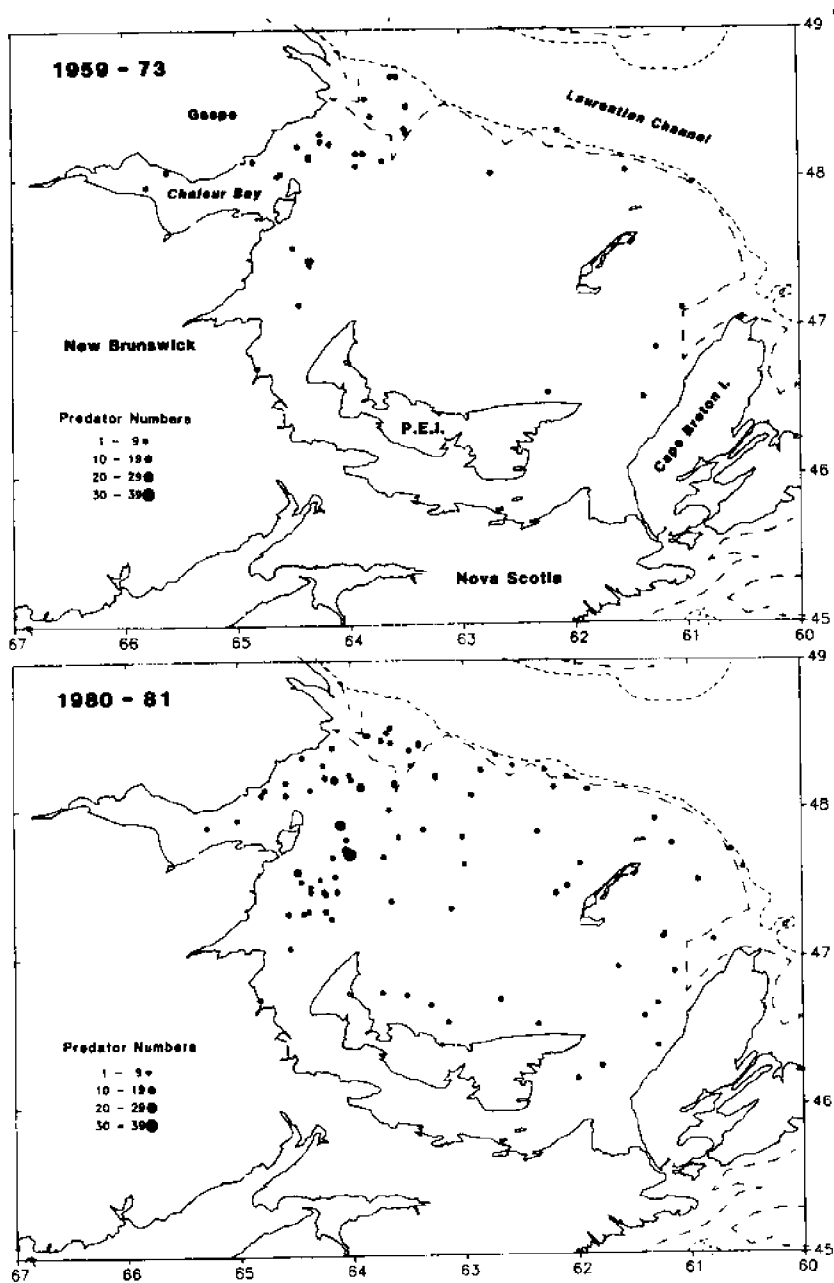 49
1959 - 73
Gaspe
Laurentian Channel
48
Chaleur Bay
47
New Brunswick
Predator Numbers
1 - 9
10 - 19
20 - 29
30 - 39
P.E.I.
Cape Breton I.
46
Nova Scotia
45
67 66 65 64 63 62 61 60
49
1980 - 81
48
47
Predator Numbers
1 - 9
10 - 19
20 - 29
30 - 39
46
45
67 66 65 64 63 62 61 60